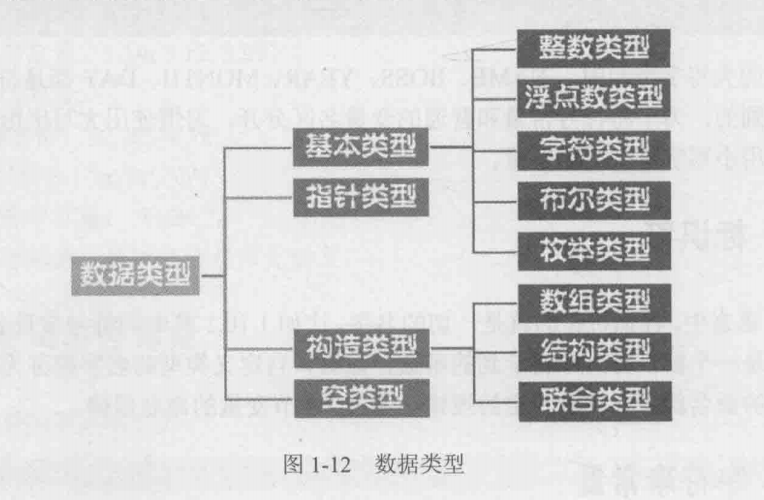 数据类型
基本类型
整数类型
浮点数类型
字符类型
布尔类型
枚举类型
指针类型
构造类型
数组类型
结构类型
联合类型
空类型
图 1-12 数据类型